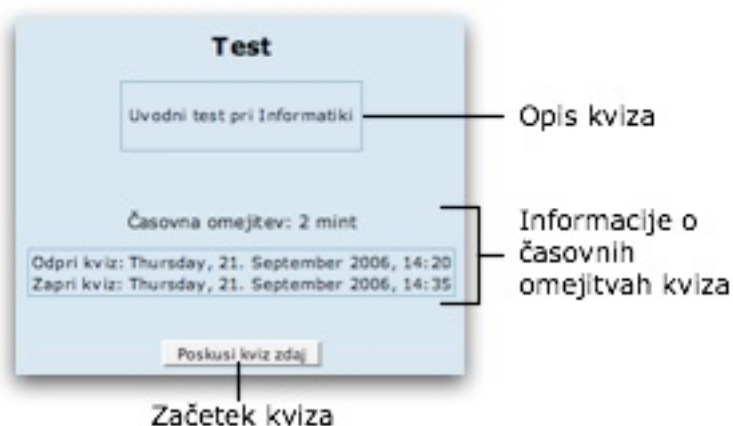 Test
Uvodni test pri Informatiki
Opis kviza
Časovna omejitev: 2 mint
Informacije o
časovnih
omejitvah kviza
Odpri kviz: Thursday, 21. September 2006, 14:20
Zapri kviz: Thursday, 21. September 2006, 14:35
Poskusi kviz zdaj
Začetek kviza